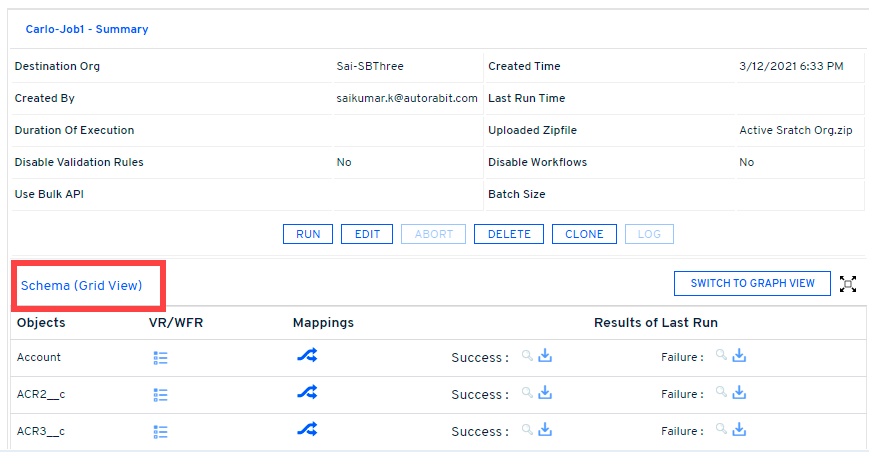 Carlo-Job1 - Summary
Destination Org Sai-SBThree Created Time 3/12/2021 6:33 PM
Created By saikumar.k@autorabit.com Last Run Time
Duration Of Execution Uploaded Zipfile Active Sratch Org.zip
Disable Validation Rules No Disable Workflows No
Use Bulk API Batch Size
RUN EDIT ABORT DELETE CLONE LOG
Schema (Grid View) SWITCH TO GRAPH VIEW
Objects VR/WFR Mappings Results of Last Run
Account Success : Failure :
ACR2__c Success : Failure :
ACR3__c Success : Failure :